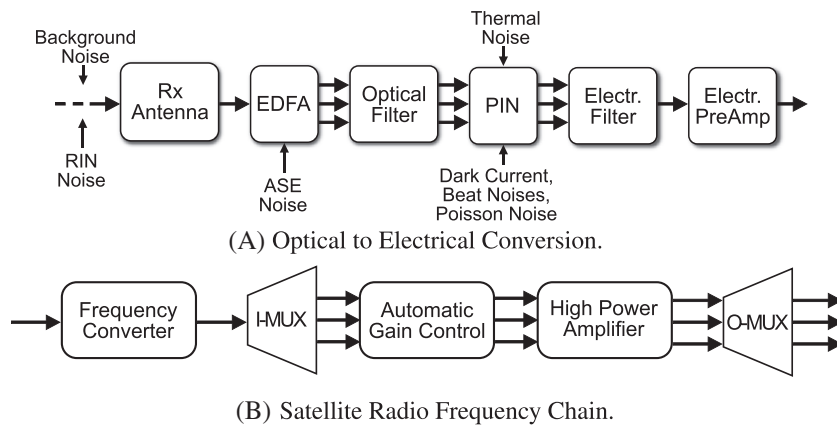 Background
Noise
RIN
Noise
Rx
Antenna
EDFA
ASE
Noise
Optical
Filter
Thermal
Noise
PIN
Dark Current,
Beat Noises,
Poisson Noise
Electr.
Filter
Electr.
PreAmp
(A) Optical to Electrical Conversion.
Frequency
Converter
I-MUX
Automatic
Gain Control
High Power
Amplifier
O-MUX
(B) Satellite Radio Frequency Chain.